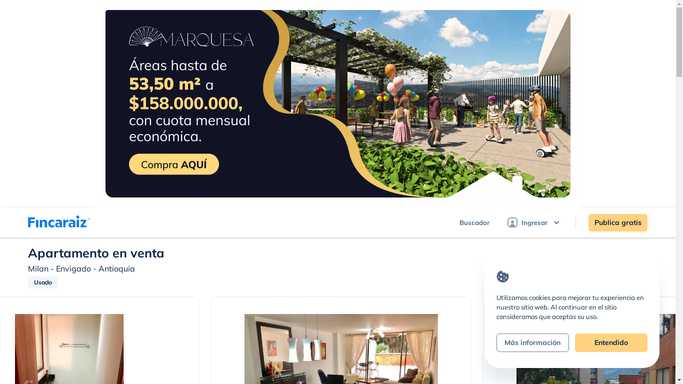 MARQUESA
Áreas hasta de
53,50 m² a
$158.000.000,
con cuota mensual
económica.
Compra AQUÍ
Fincaraiz
Buscador
Ingresar
Publica gratis
Apartamento en venta
Milan - Envigado - Antioquia
Usado
Utilizamos cookies para mejorar tu experiencia en
nuestro sitio web. Al continuar en el sitio
consideramos que aceptas su uso.
Más información
Entendido